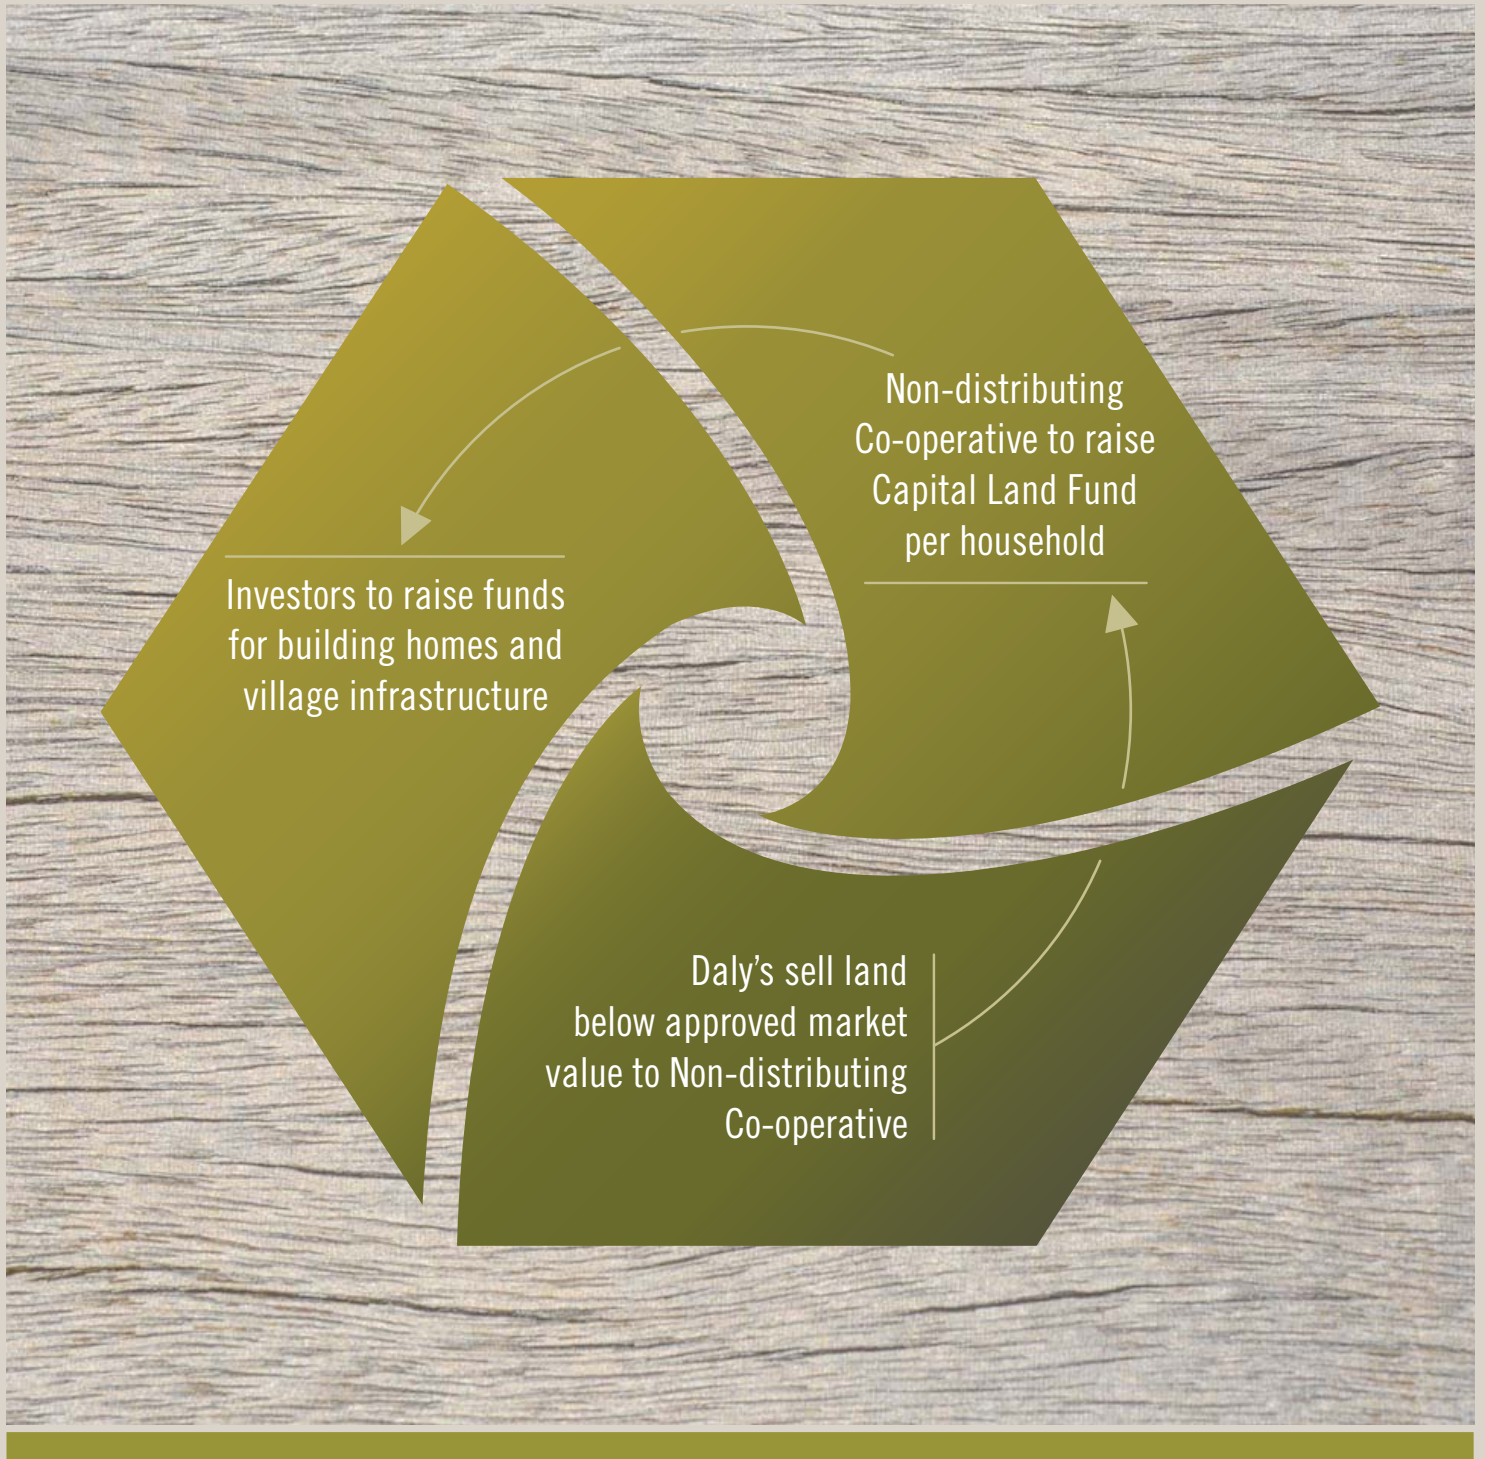 Non-distributing
Co-operative to raise
Capital Land Fund
per household
Investors to raise funds
for building homes and
village infrastructure
Daly’s sell land
below approved market
value to Non-distributing
Co-operative